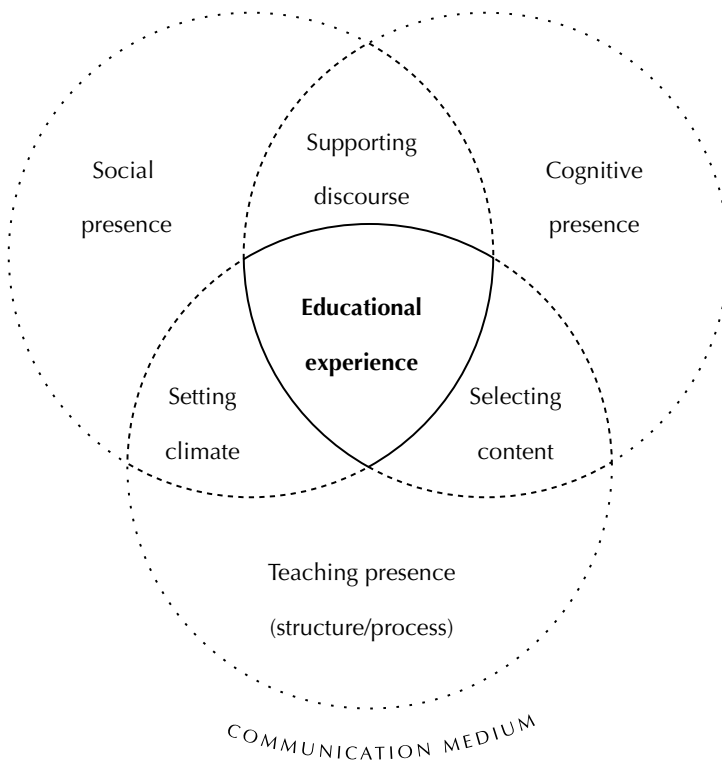 Supporting
discourse
Social
presence
Cognitive
presence
Educational
experience
Setting
climate
Selecting
content
Teaching presence
(structure/process)
COMMUNICATION MEDIUM